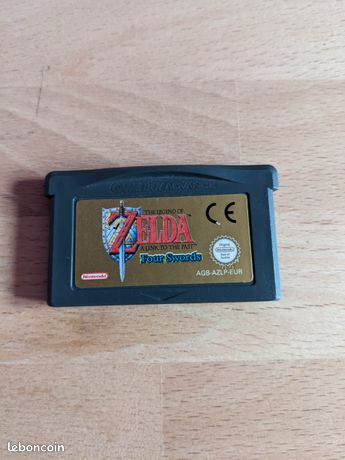 GAME BOY ADVANCE
THE LEGEND OF
ZELDA
A LINK TO THE PAST
Four Swords
CE
Nintendo
AGB-AZLP-EUR
leboncoin